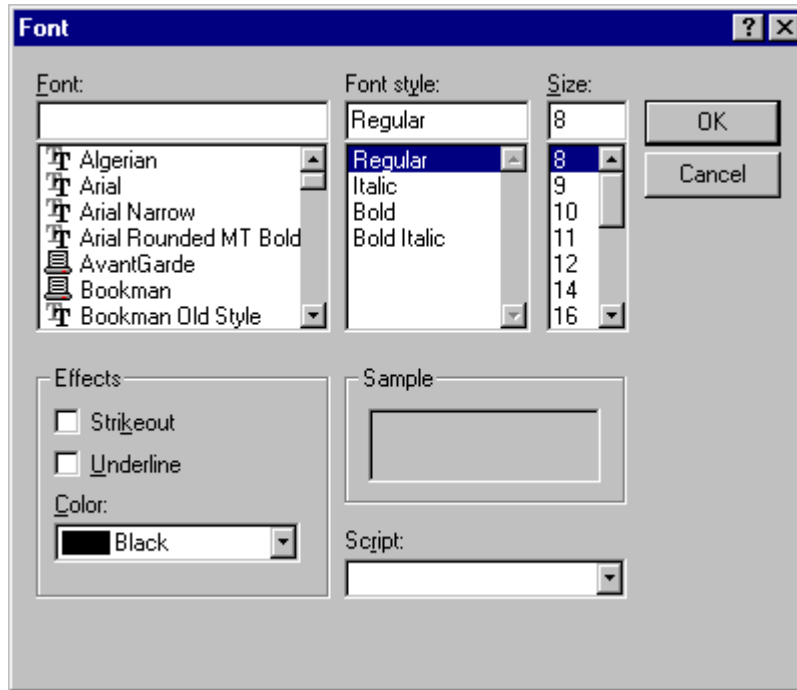 Font
Font: Font style: Size:
Regular 8 OK
Algerian Regular 8 Cancel
Arial Italic 9
Arial Narrow Bold 10
Arial Rounded MT Bold Bold Italic 11
AvantGarde 12
Bookman 14
Bookman Old Style 16
Effects Sample
Strikeout
Underline
Color:
Black Script: